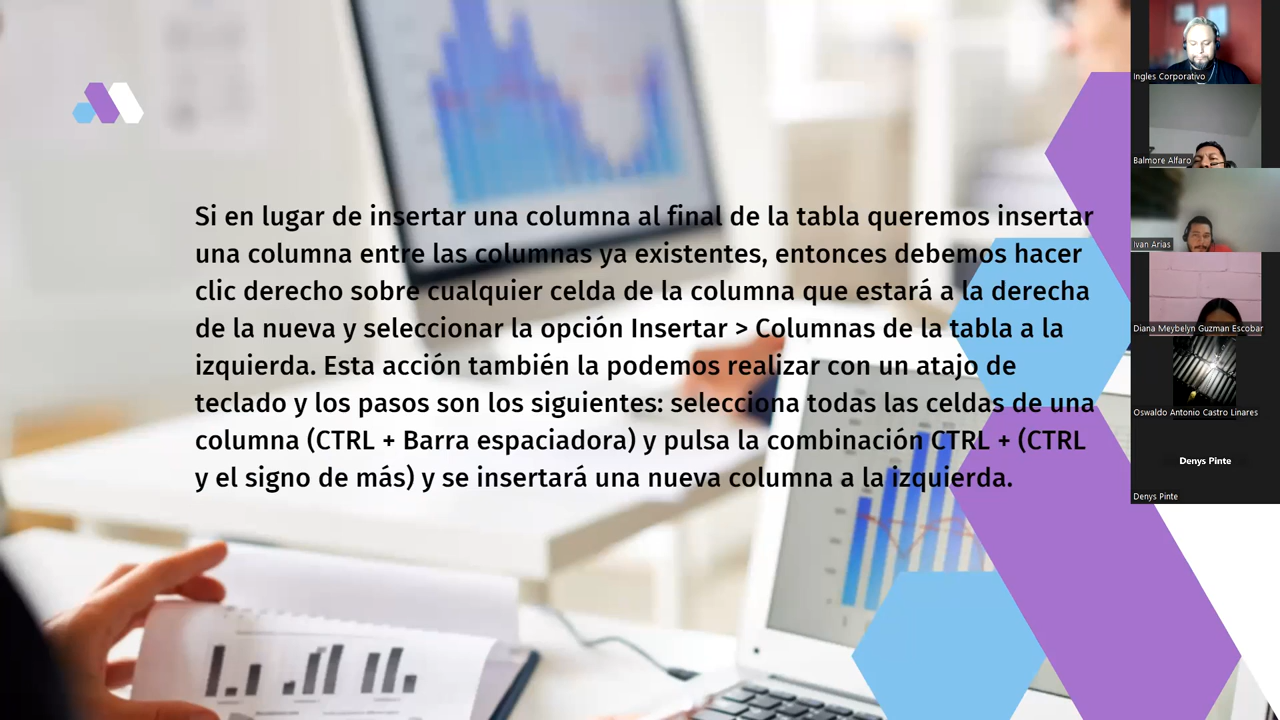 Si en lugar de insertar una columna al final de la tabla queremos insertar
una columna entre las columnas ya existentes, entonces debemos hacer
clic derecho sobre cualquier celda de la columna que estará a la derecha
de la nueva y seleccionar la opción Insertar > Columnas de la tabla a la
izquierda. Esta acción también la podemos realizar con un atajo de
teclado y los pasos son los siguientes: selecciona todas las celdas de una
columna (CTRL + Barra espaciadora) y pulsa la combinación CTRL + (CTRL
y el signo de más) y se insertará una nueva columna a la izquierda.
Ingles Corporativo
Balmore Alfaro
Ivan Arias
Diana Meybelyn Guzman Escobar
Oswaldo Antonio Castro Linares
Denys Pinte
Denys Pinte